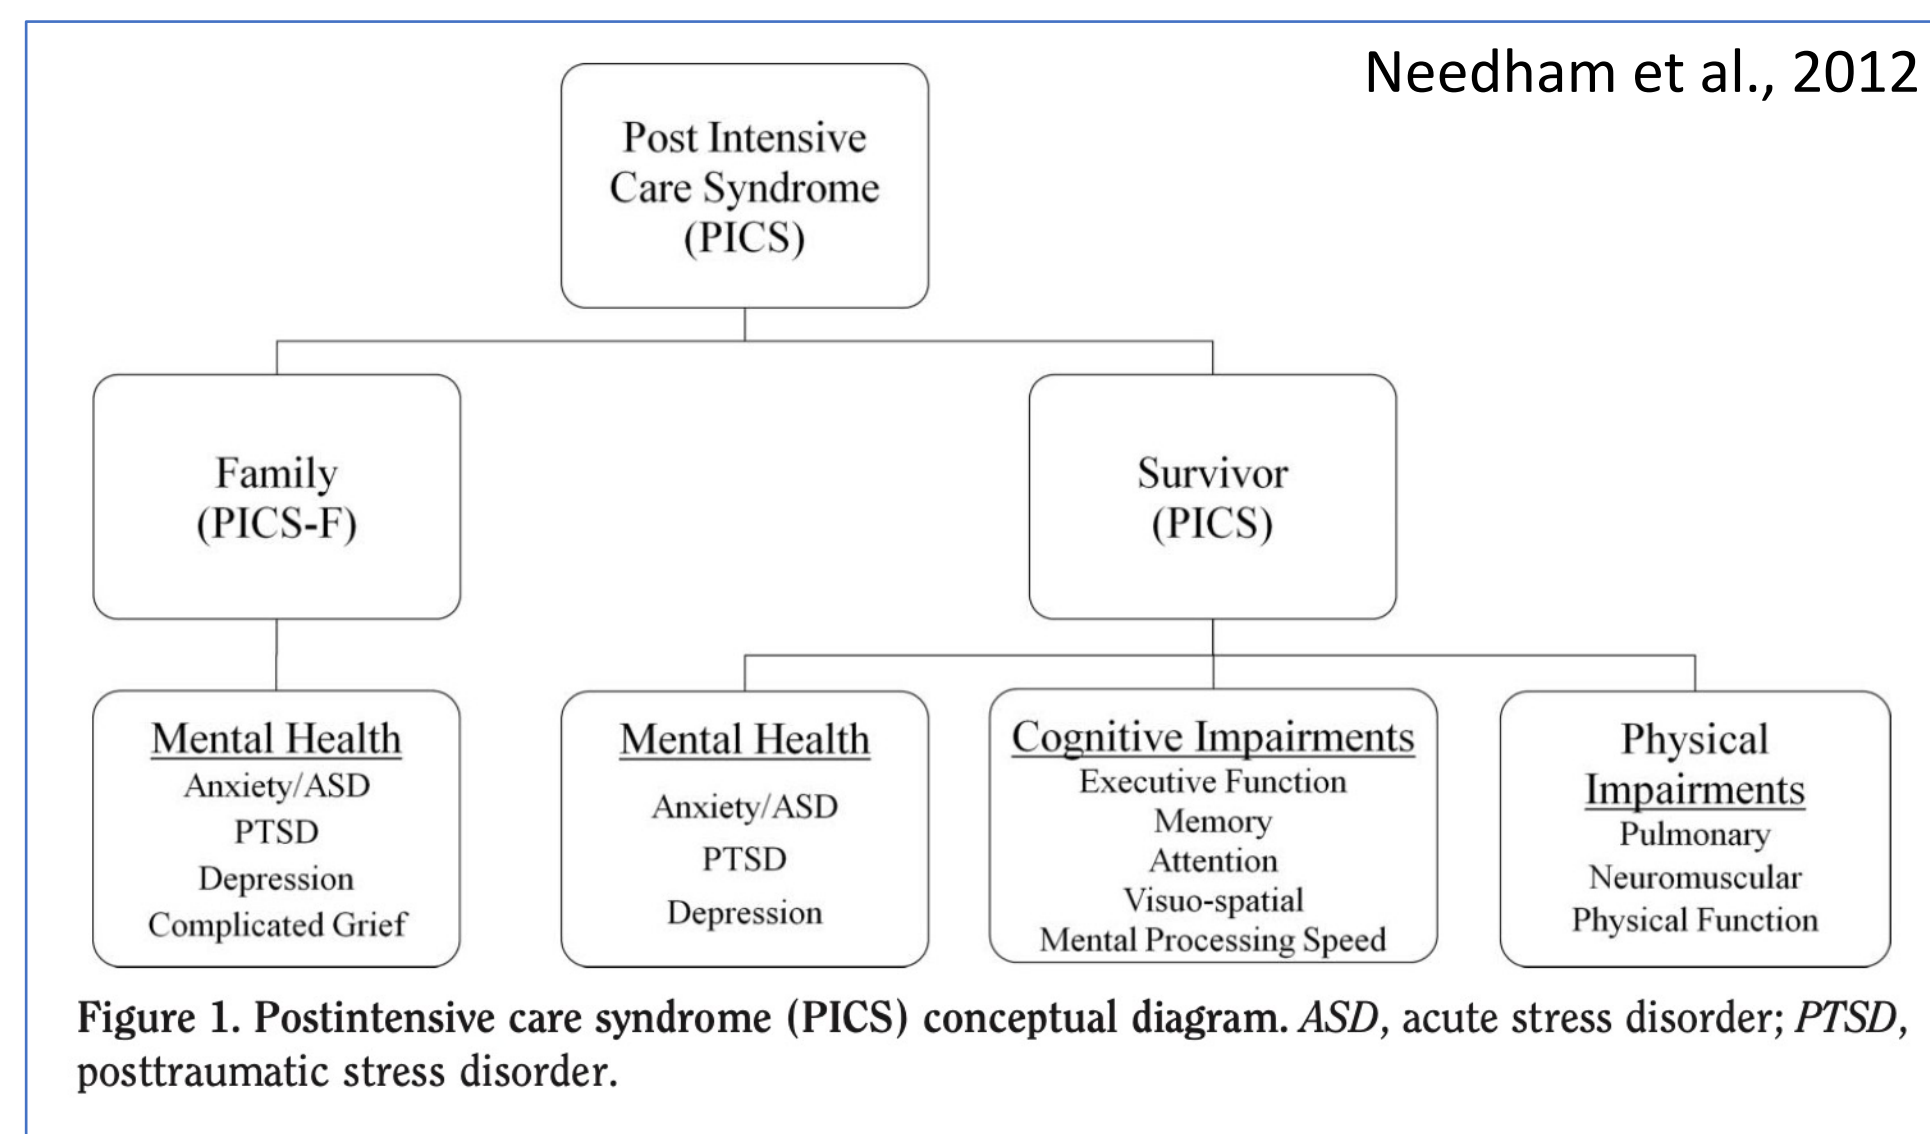 Needham et al., 2012
Post Intensive
Care Syndrome
(PICS)
Family
(PICS-F)
Survivor
(PICS)
Mental Health
Anxiety/ASD
PTSD
Depression
Complicated Grief
Mental Health
Anxiety/ASD
PTSD
Depression
Cognitive Impairments
Executive Function
Memory
Attention
Visuo-spatial
Mental Processing Speed
Physical
Impairments
Pulmonary
Neuromuscular
Physical Function
Figure 1. Postintensive care syndrome (PICS) conceptual diagram. ASD, acute stress disorder; PTSD,
posttraumatic stress disorder.